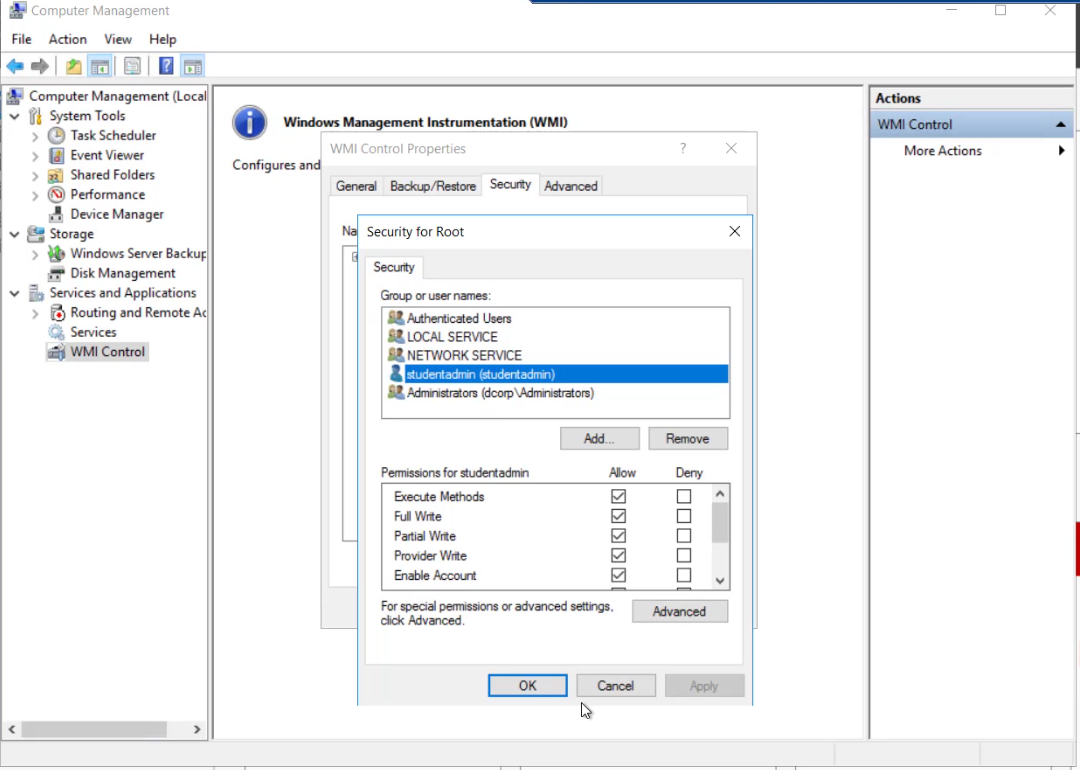 Computer Management
File Action View Help
Computer Management (Local
System Tools
Task Scheduler
Event Viewer
Shared Folders
Performance
Device Manager
Storage
Windows Server Backup
Disk Management
Services and Applications
Routing and Remote Ac
Services
WMI Control
Windows Management Instrumentation (WMI)
Configures and
WMI Control Properties
General Backup/Restore Security Advanced
Na
Security for Root
Security
Group or user names:
Authenticated Users
LOCAL SERVICE
NETWORK SERVICE
studentadmin (studentadmin)
Administrators (dcorp\Administrators)
Add... Remove
Permissions for studentadmin Allow Deny
Execute Methods
Full Write
Partial Write
Provider Write
Enable Account
For special permissions or advanced settings,
click Advanced.
Advanced
OK Cancel Apply
Actions
WMI Control
More Actions